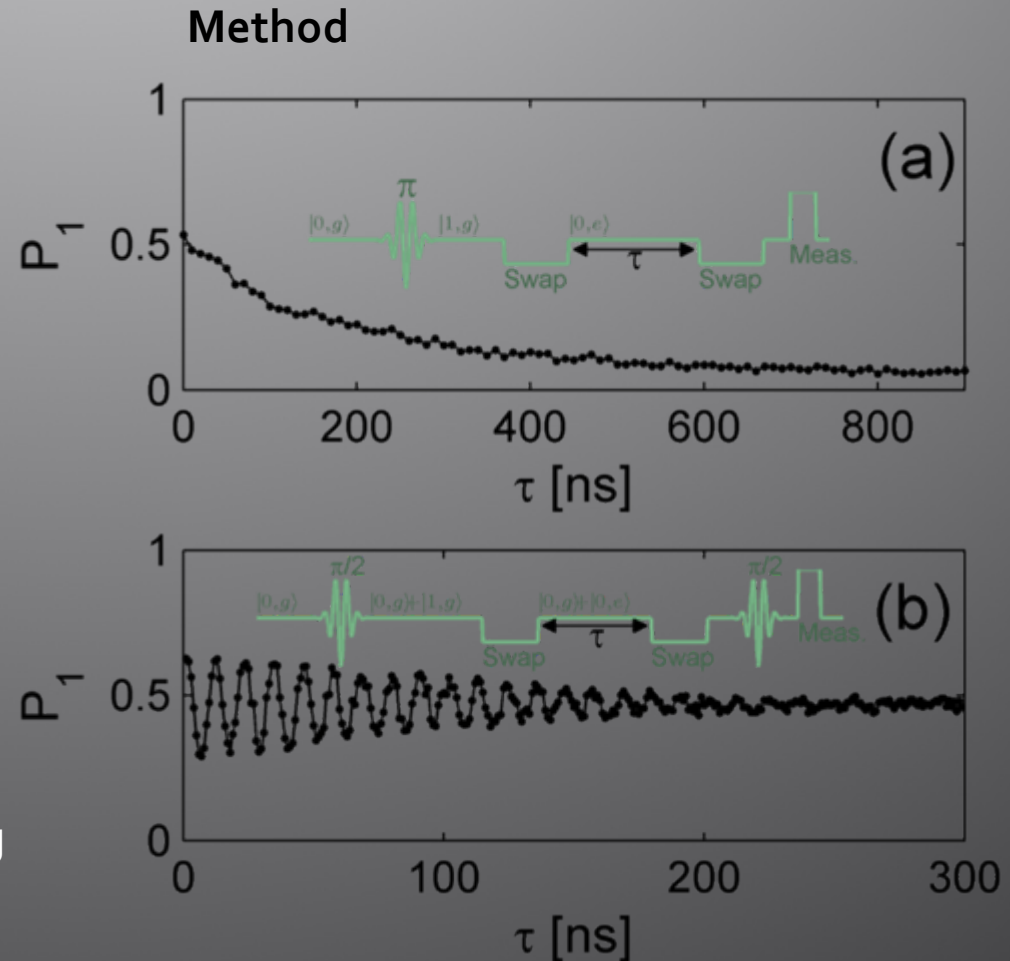 Method
1
(a)
π
|0,g⟩
|1,g⟩
|0,e⟩
P₁
0.5
τ
Meas.
Swap
Swap
0
0
200
400
600
800
τ [ns]
1
π/2
π/2
|0,g⟩
|0,g⟩+|1,g⟩
|0,g⟩+|0,e⟩
(b)
τ
Meas.
Swap
Swap
P₁
0.5
0
0
100
200
300
τ [ns]